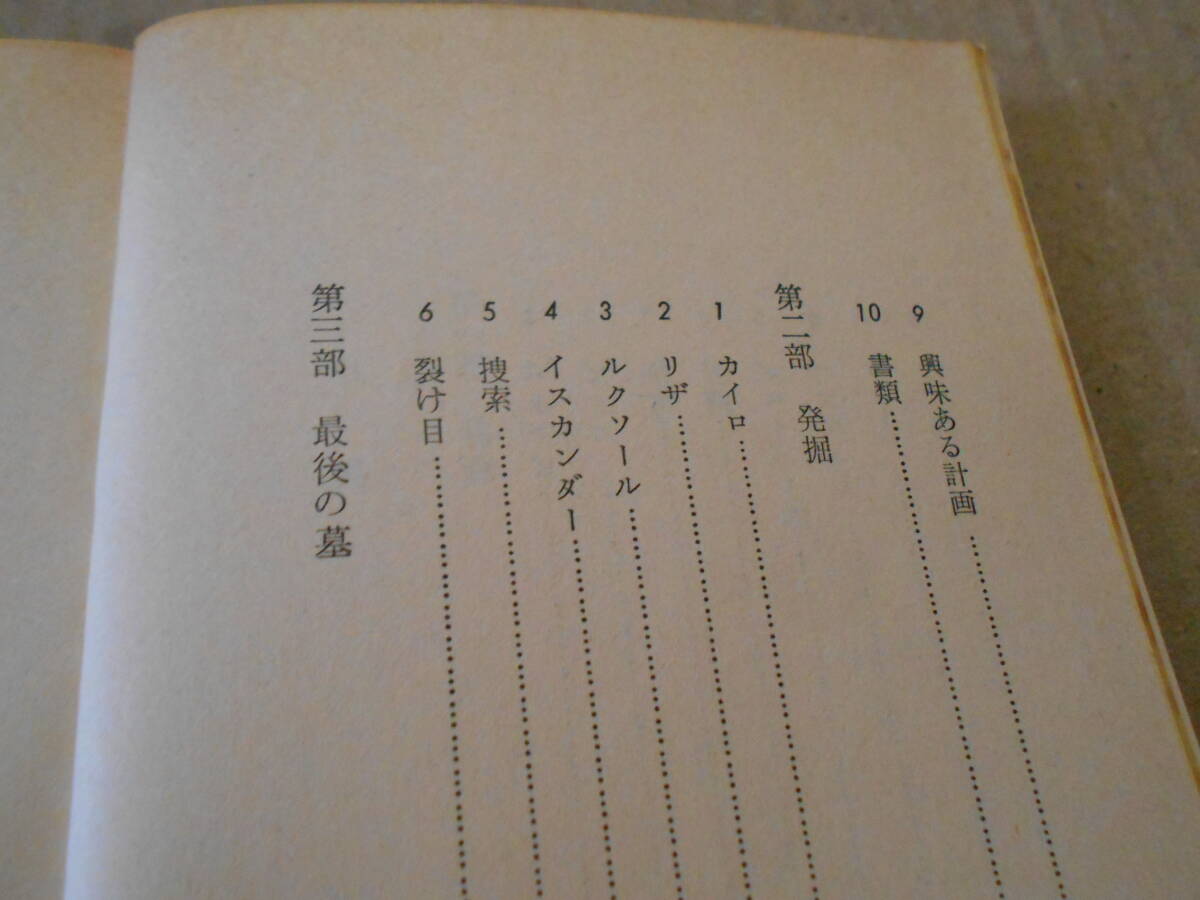 9 興味ある計画
10 書類
第二部 発掘
1 カイロ
2 リザ
3 ルクソール
4 イスカンダー
5 捜索
6 裂け目
第三部 最後の墓